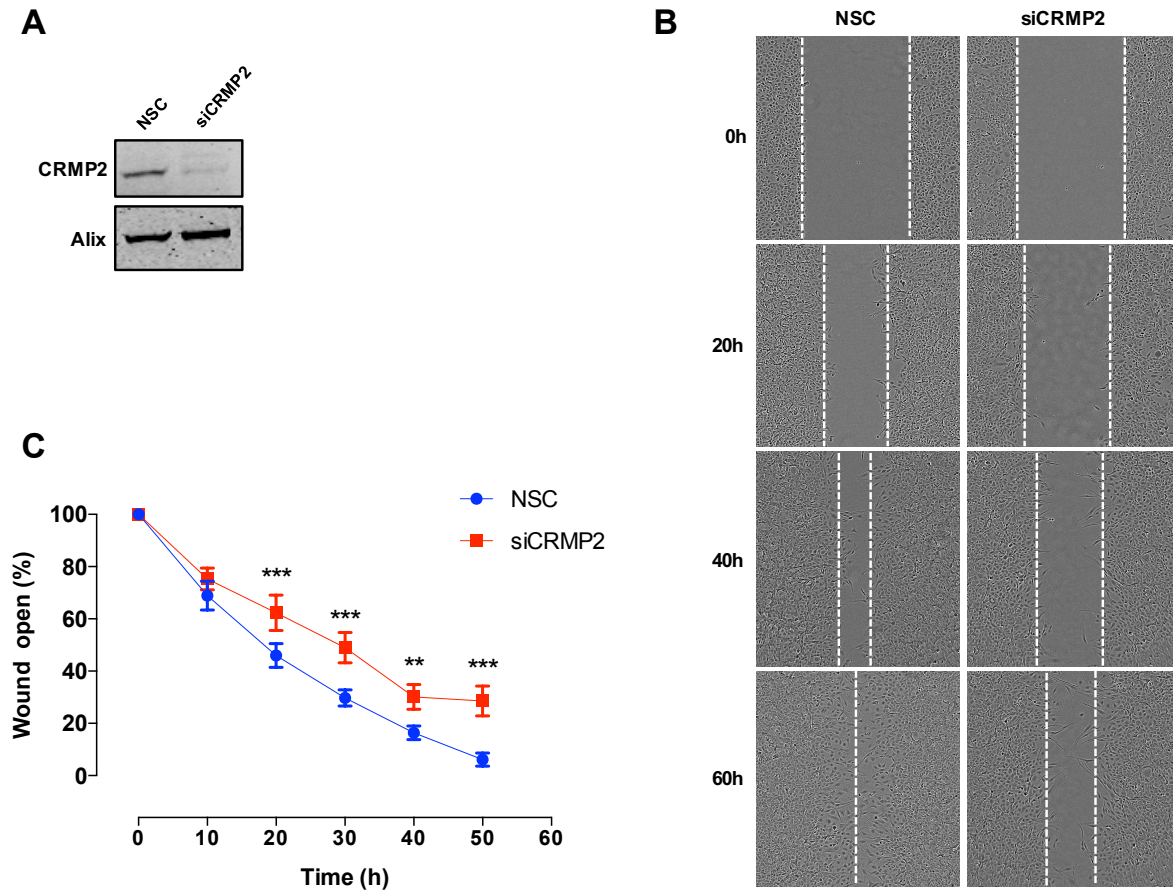 A
NSC siCRMP2
CRMP2
Alix
B
NSC siCRMP2
0h
20h
40h
60h
C
NSC
siCRMP2
Wound open (%)
100
80
60
40
20
0
***
***
**
***
0 10 20 30 40 50 60
Time (h)